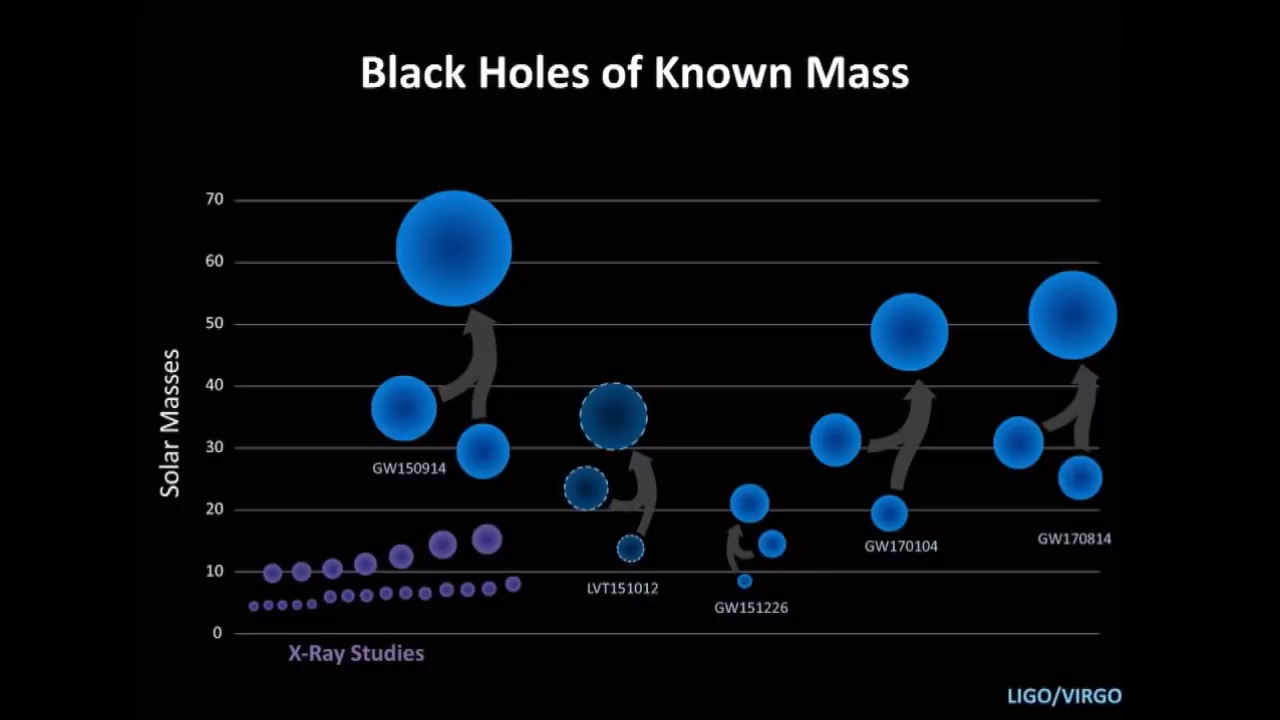 Black Holes of Known Mass
70
60
50
40
30
20
10
0
Solar Masses
GW150914
LVT151012
GW151226
GW170104
GW170814
X-Ray Studies
LIGO/VIRGO